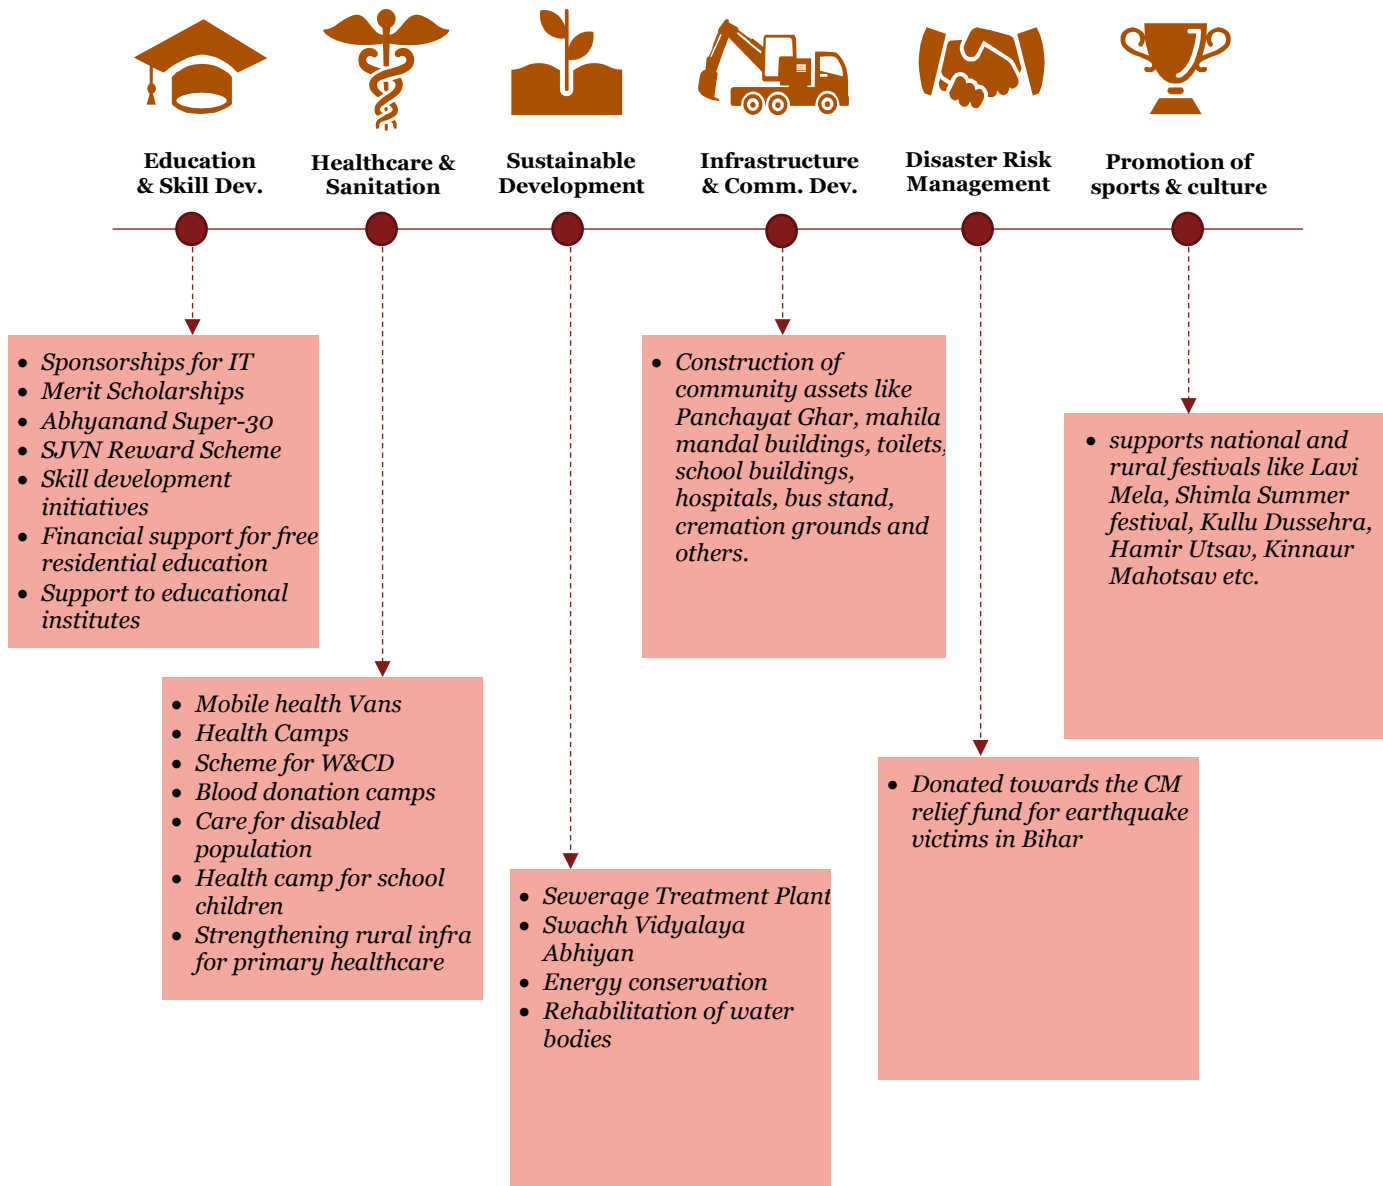 Education
& Skill Dev.
Healthcare &
Sanitation
Sustainable
Development
Infrastructure
& Comm. Dev.
Disaster Risk
Management
Promotion of
sports & culture
• Sponsorships for IT
• Merit Scholarships
• Abhyanand Super-30
• SJVN Reward Scheme
• Skill development
initiatives
• Financial support for free
residential education
• Support to educational
institutes
• Mobile health Vans
• Health Camps
• Scheme for W&CD
• Blood donation camps
• Care for disabled
population
• Health camp for school
children
• Strengthening rural infra
for primary healthcare
• Sewerage Treatment Plant
• Swachh Vidyalaya
Abhiyan
• Energy conservation
• Rehabilitation of water
bodies
• Construction of
community assets like
Panchayat Ghar, mahila
mandal buildings, toilets,
school buildings,
hospitals, bus stand,
cremation grounds and
others.
• Donated towards the CM
relief fund for earthquake
victims in Bihar
• supports national and
rural festivals like Lavi
Mela, Shimla Summer
festival, Kullu Dussehra,
Hamir Utsav, Kinnaur
Mahotsav etc.